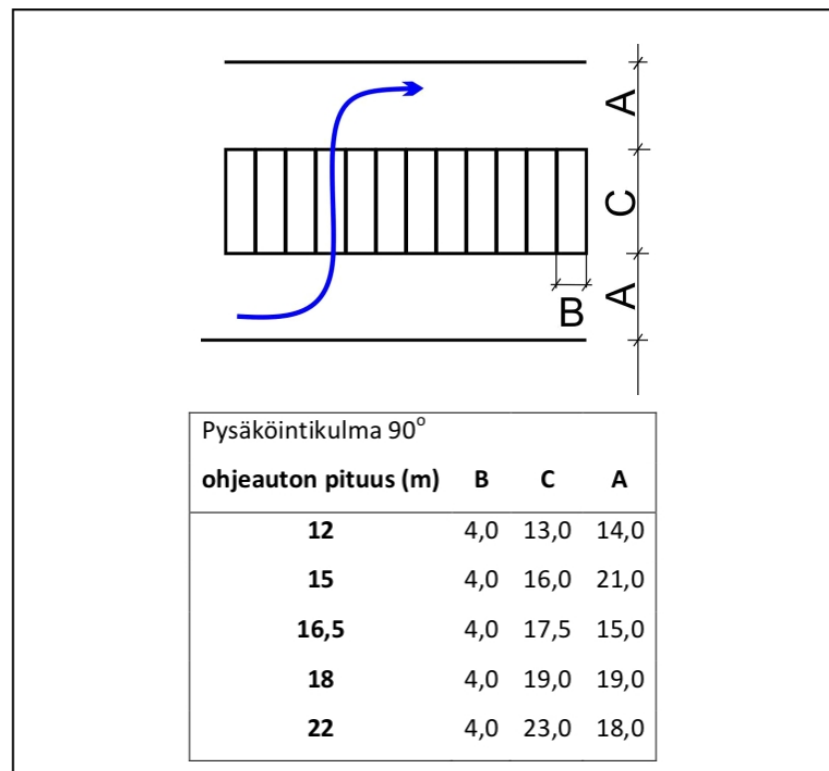 A
C
A
B
Pysäköintikulma 90°
ohjeauton pituus (m) B C A
12 4,0 13,0 14,0
15 4,0 16,0 21,0
16,5 4,0 17,5 15,0
18 4,0 19,0 19,0
22 4,0 23,0 18,0